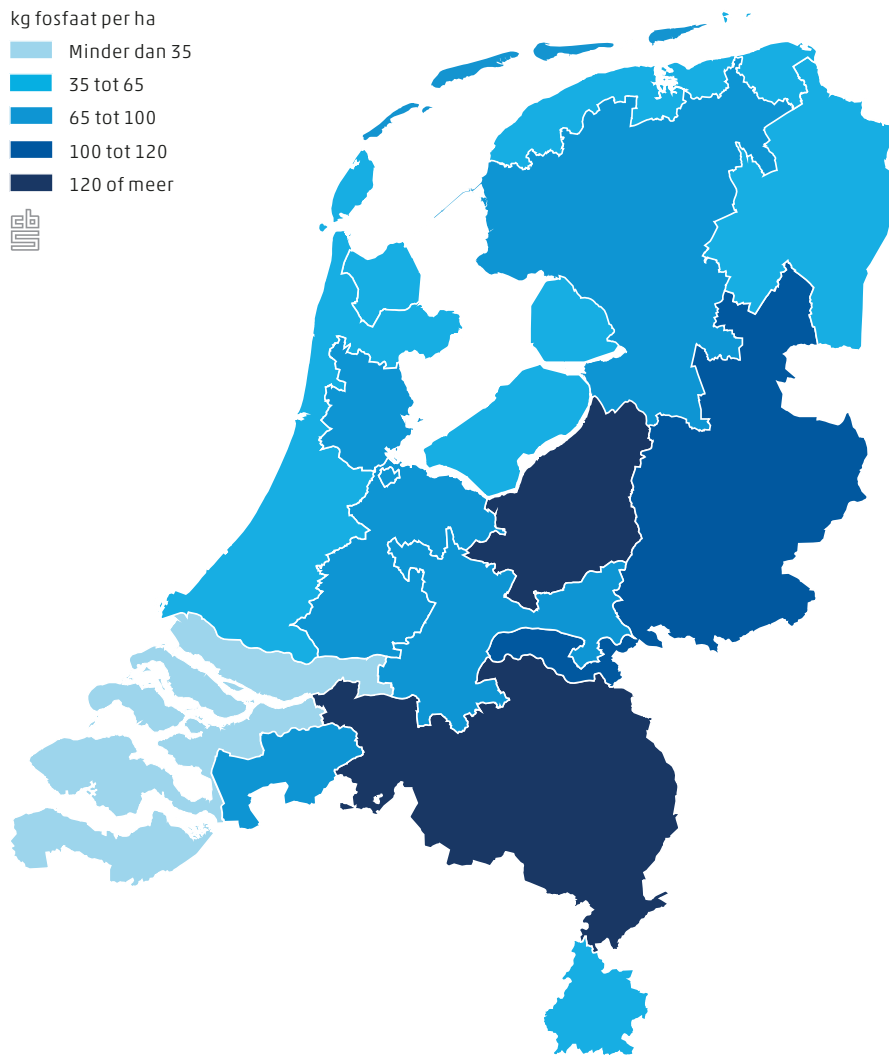 kg fosfaat per ha
Minder dan 35
35 tot 65
65 tot 100
100 tot 120
120 of meer
cbs